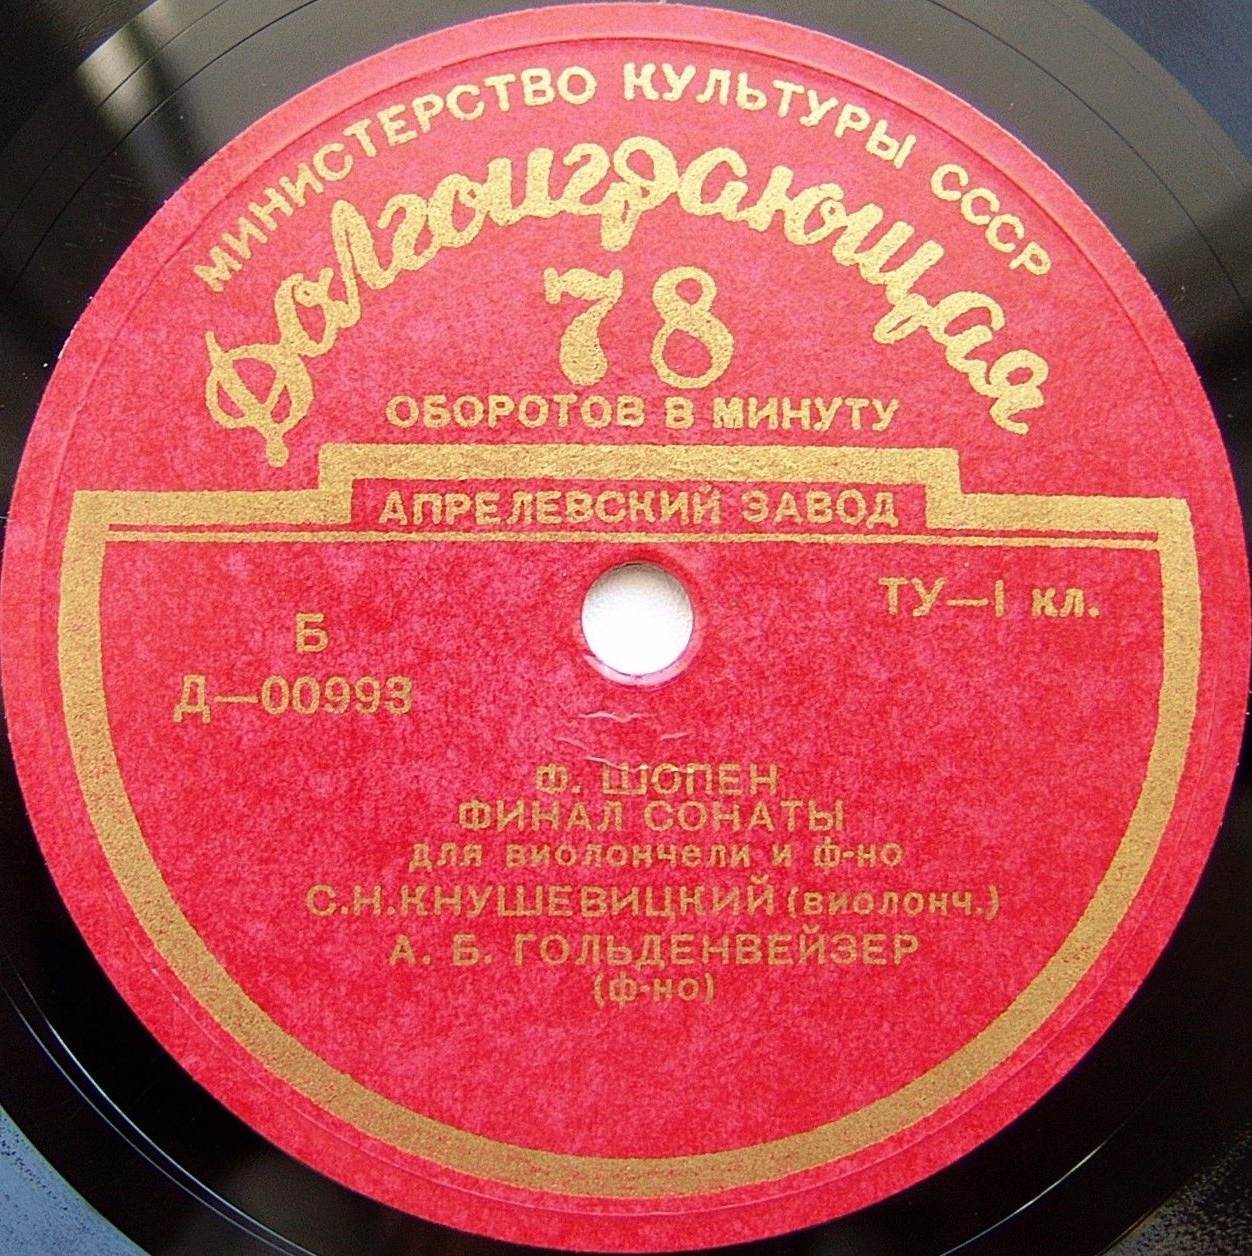 МИНИСТЕРСТВО КУЛЬТУРЫ СССР
Долгоиграющая
78
ОБОРОТОВ В МИНУТУ
АПРЕЛЕВСКИЙ ЗАВОД
ТУ—I кл.
Б
Д—00993
Ф. ШОПЕН
ФИНАЛ СОНАТЫ
для виолончели и ф-но
С.Н.КНУШЕВИЦКИЙ (виолонч.)
А. Б. ГОЛЬДЕНВЕЙЗЕР
(ф-но)